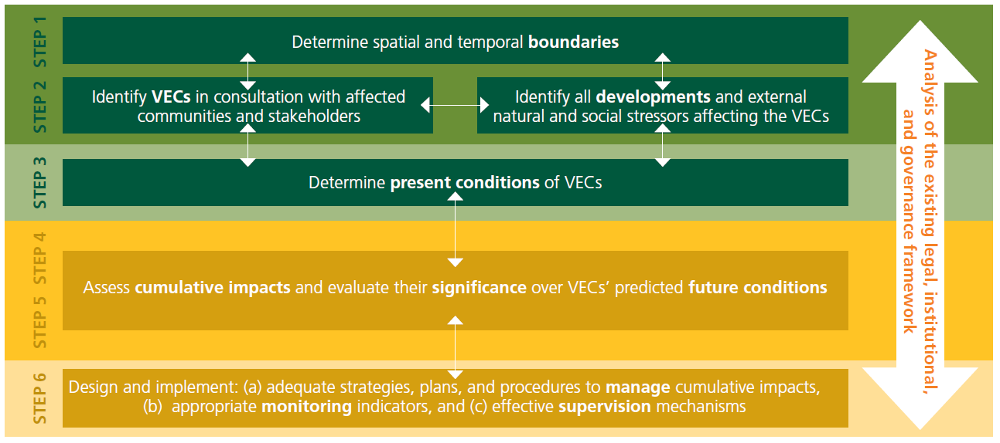 STEP 1
Determine spatial and temporal boundaries
STEP 2
Identify VECs in consultation with affected
communities and stakeholders
Identify all developments and external
natural and social stressors affecting the VECs
STEP 3
Determine present conditions of VECs
STEP 4
STEP 5
Assess cumulative impacts and evaluate their significance over VECs’ predicted future conditions
STEP 6
Design and implement: (a) adequate strategies, plans, and procedures to manage cumulative impacts,
(b) appropriate monitoring indicators, and (c) effective supervision mechanisms
Analysis of the existing legal, institutional,
and governance framework